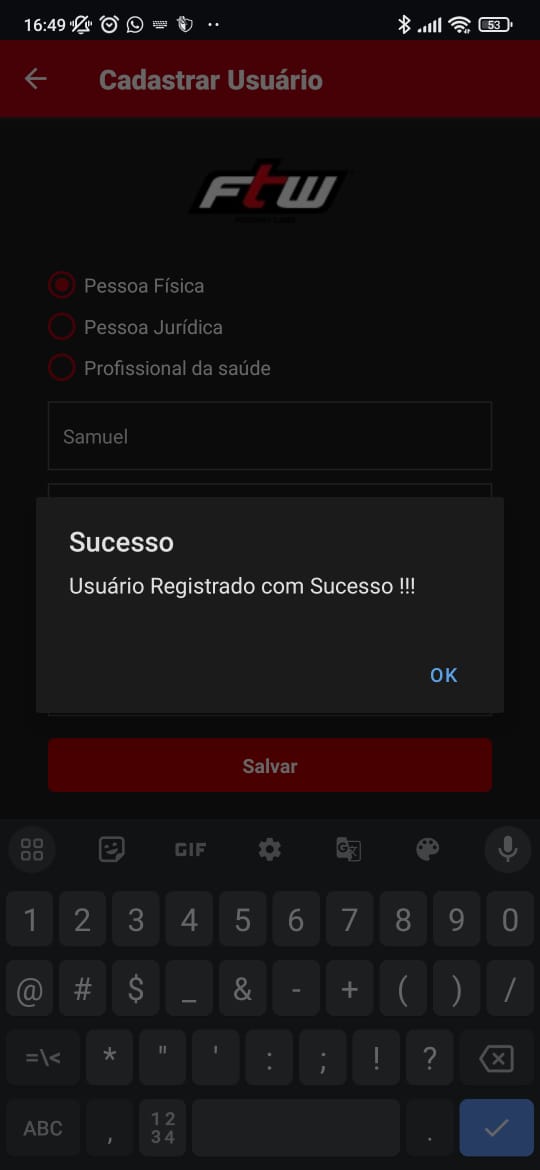 16:49
53
Cadastrar Usuário
FTW
Pessoa Física
Pessoa Jurídica
Profissional da saúde
Samuel
Sucesso
Usuário Registrado com Sucesso !!!
OK
Salvar
GIF
1 2 3 4 5 6 7 8 9 0
@ # $ _ & - + ( ) /
=\< * " ' : ; ! ?
ABC , 12 34 .